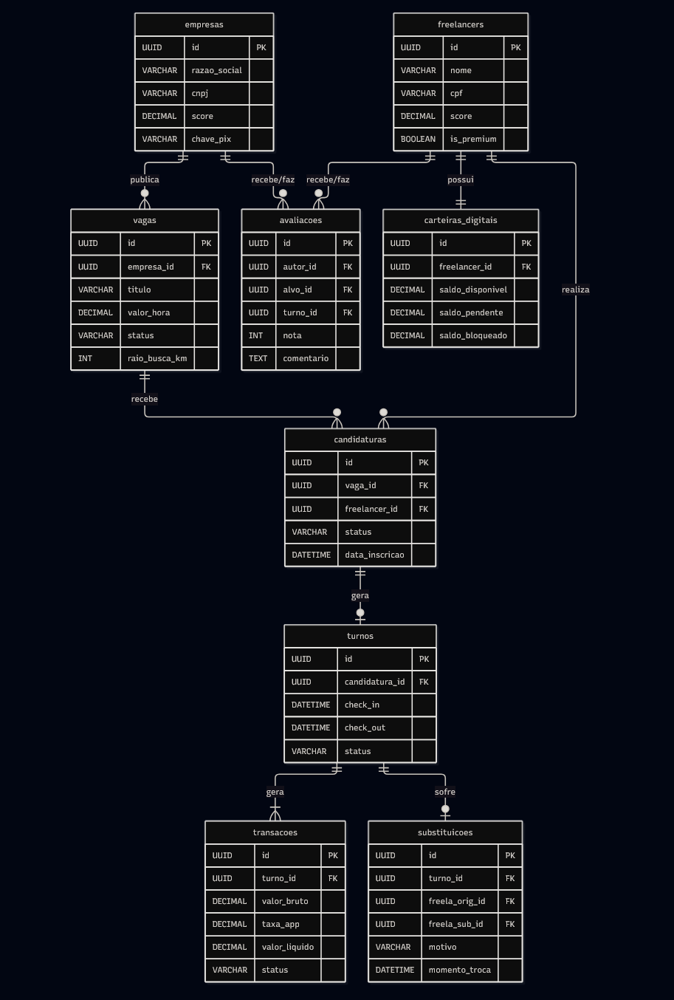 empresas
UUID id PK
VARCHAR razao_social
VARCHAR cnpj
DECIMAL score
VARCHAR chave_pix
freelancers
UUID id PK
VARCHAR nome
VARCHAR cpf
DECIMAL score
BOOLEAN is_premium
publica
recebe/faz
recebe/faz
possui
realiza
vagas
UUID id PK
UUID empresa_id FK
VARCHAR titulo
DECIMAL valor_hora
VARCHAR status
INT raio_busca_km
avaliacoes
UUID id PK
UUID autor_id FK
UUID alvo_id FK
UUID turno_id FK
INT nota
TEXT comentario
carteiras_digitais
UUID id PK
UUID freelancer_id FK
DECIMAL saldo_disponivel
DECIMAL saldo_pendente
DECIMAL saldo_bloqueado
recebe
candidaturas
UUID id PK
UUID vaga_id FK
UUID freelancer_id FK
VARCHAR status
DATETIME data_inscricao
gera
turnos
UUID id PK
UUID candidatura_id FK
DATETIME check_in
DATETIME check_out
VARCHAR status
gera
sofre
transacoes
UUID id PK
UUID turno_id FK
DECIMAL valor_bruto
DECIMAL taxa_app
DECIMAL valor_liquido
VARCHAR status
substituicoes
UUID id PK
UUID turno_id FK
UUID freela_orig_id FK
UUID freela_sub_id FK
VARCHAR motivo
DATETIME momento_troca